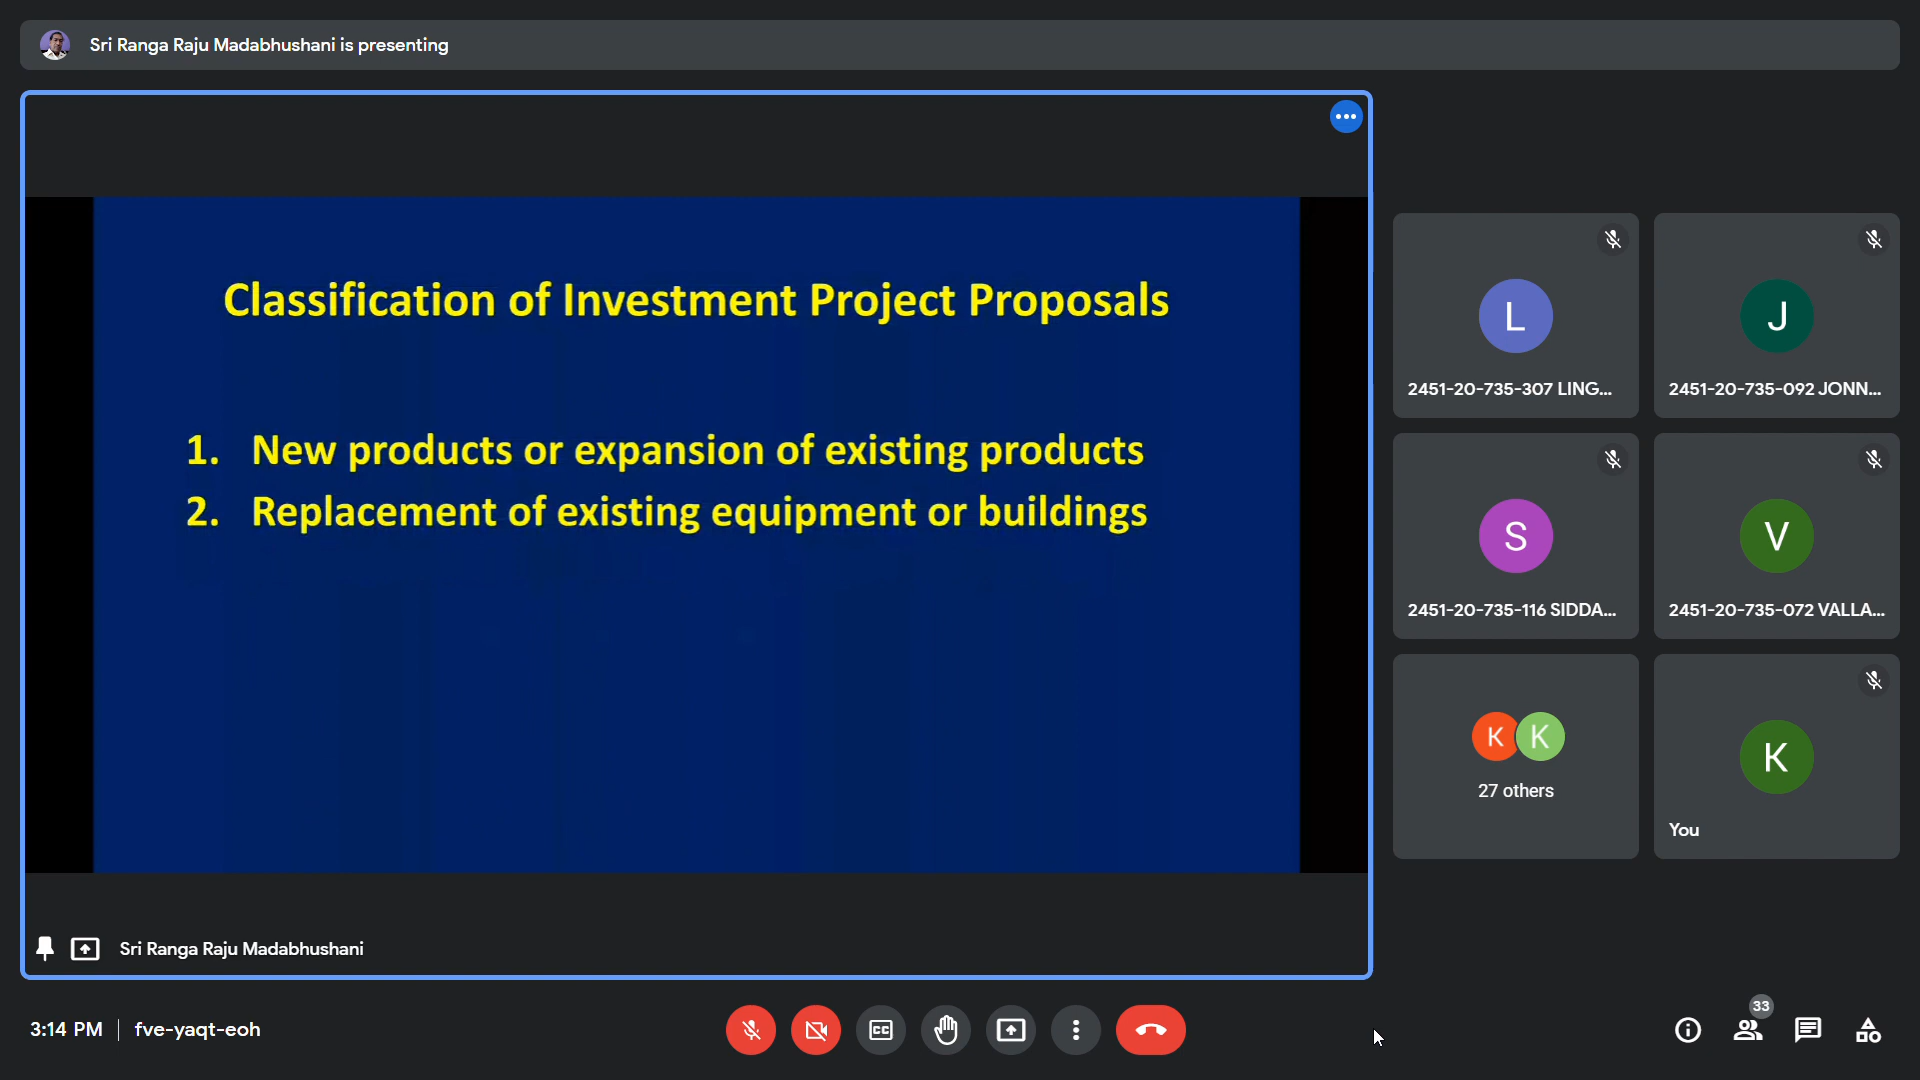 Sri Ranga Raju Madabhushani is presenting
Classification of Investment Project Proposals
1. New products or expansion of existing products
2. Replacement of existing equipment or buildings
Sri Ranga Raju Madabhushani
L
2451-20-735-307 LING...
J
2451-20-735-092 JONN...
S
2451-20-735-116 SIDDA...
V
2451-20-735-072 VALLA...
K K
27 others
K
You
3:14 PM | fve-yaqt-eoh
CC
33